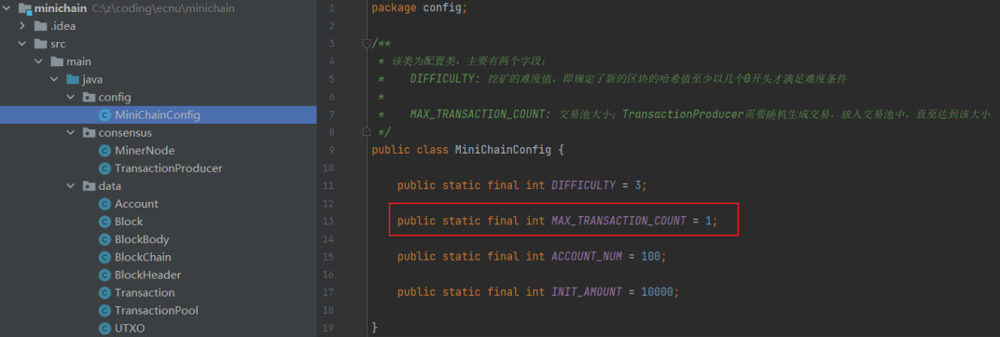 minichain C:\z\coding\ecnu\minichain
.idea
src
main
java
config
MiniChainConfig
consensus
MinerNode
TransactionProducer
data
Account
Block
BlockBody
BlockChain
BlockHeader
Transaction
TransactionPool
UTXO
1 package config;
2
3 /**
4 * 该类为配置类，主要有两个字段：
5 * DIFFICULTY: 挖矿的难度值，即规定了新的区块的哈希值至少以几个0开头才满足难度条件
6 *
7 * MAX_TRANSACTION_COUNT: 交易池大小；TransactionProducer需要随机生成交易，放入交易池中，直至达到该大小
8 */
9 public class MiniChainConfig {
10
11 public static final int DIFFICULTY = 3;
12
13 public static final int MAX_TRANSACTION_COUNT = 1;
14
15 public static final int ACCOUNT_NUM = 100;
16
17 public static final int INIT_AMOUNT = 10000;
18
19 }